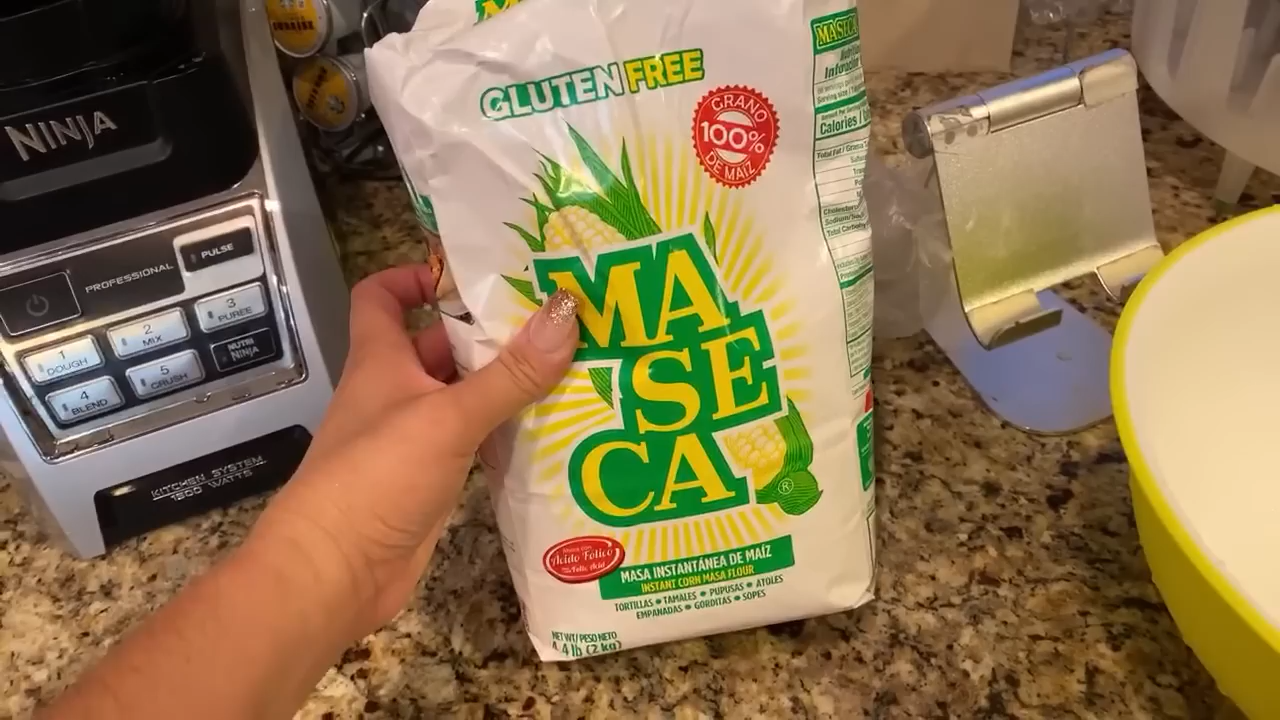 NINJA
PROFESSIONAL
PULSE
1
DOUGH
2
MIX
3
PUREE
4
BLEND
5
CRUSH
NUTRI
NINJA
KITCHEN SYSTEM
1500 WATTS
GLUTEN FREE
GRANO
100%
DE MAÍZ
MA
SE
CA
®
Ácido Fólico
MASA INSTANTÁNEA DE MAÍZ
INSTANT CORN MASA FLOUR
TORTILLAS • TAMALES • PUPUSAS • ATOLES
EMPANADAS • GORDITAS • SOPES
NET WT/PESO NETO
4.4 lb (2 kg)
MASECA
Calories
Total Fat